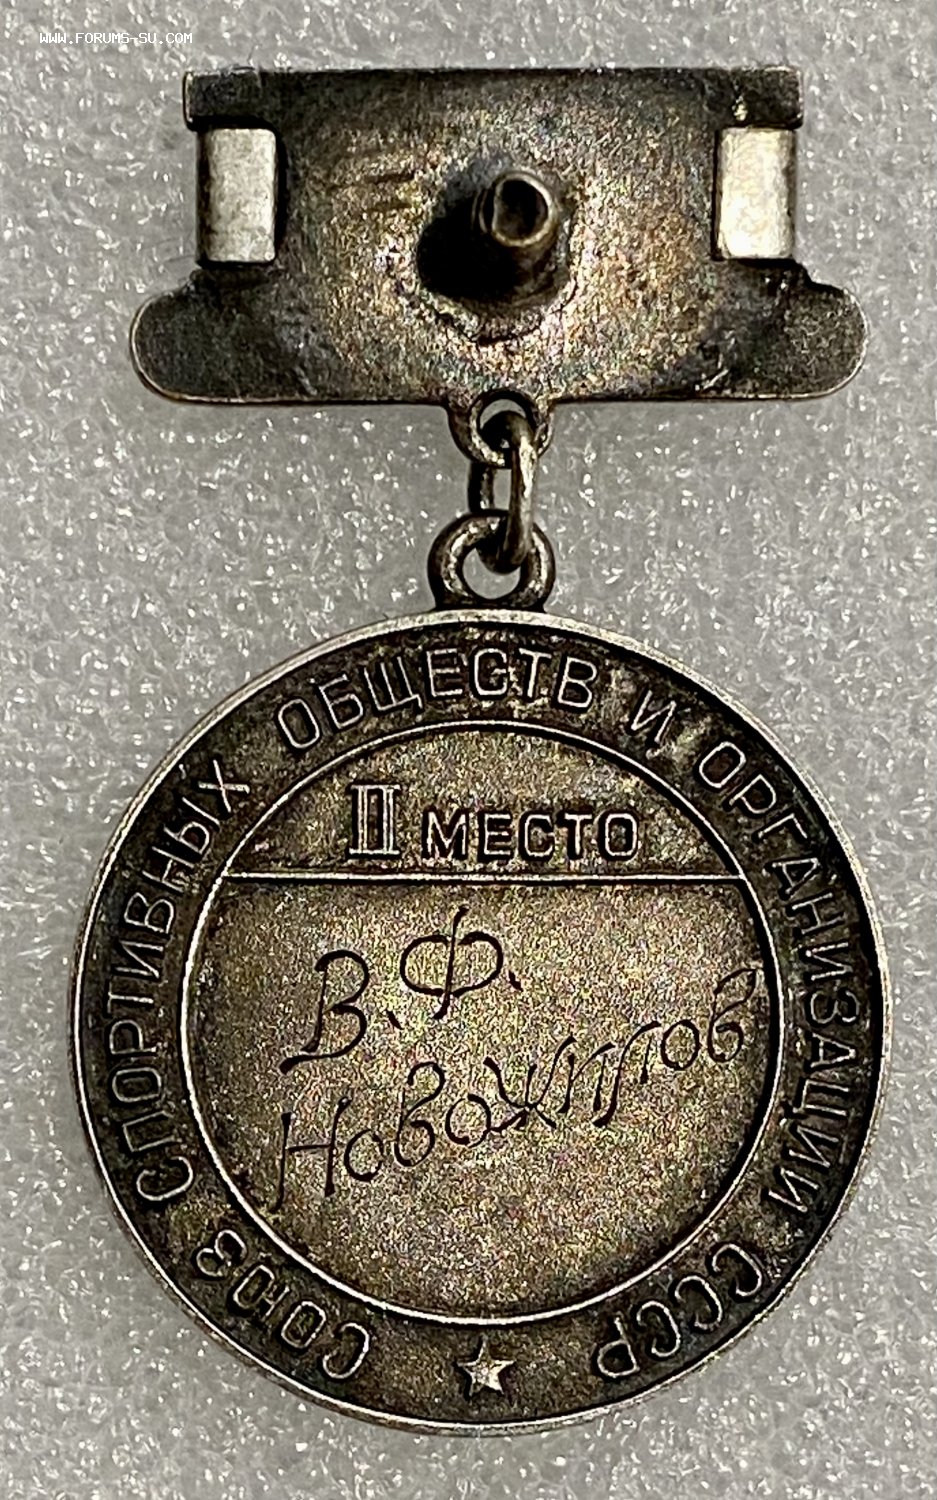 WWW.FORUMS-SU.COM
СОЮЗ СПОРТИВНЫХ ОБЩЕСТВ И ОРГАНИЗАЦИЙ СССР
II МЕСТО
В.Ф.
Новожилов